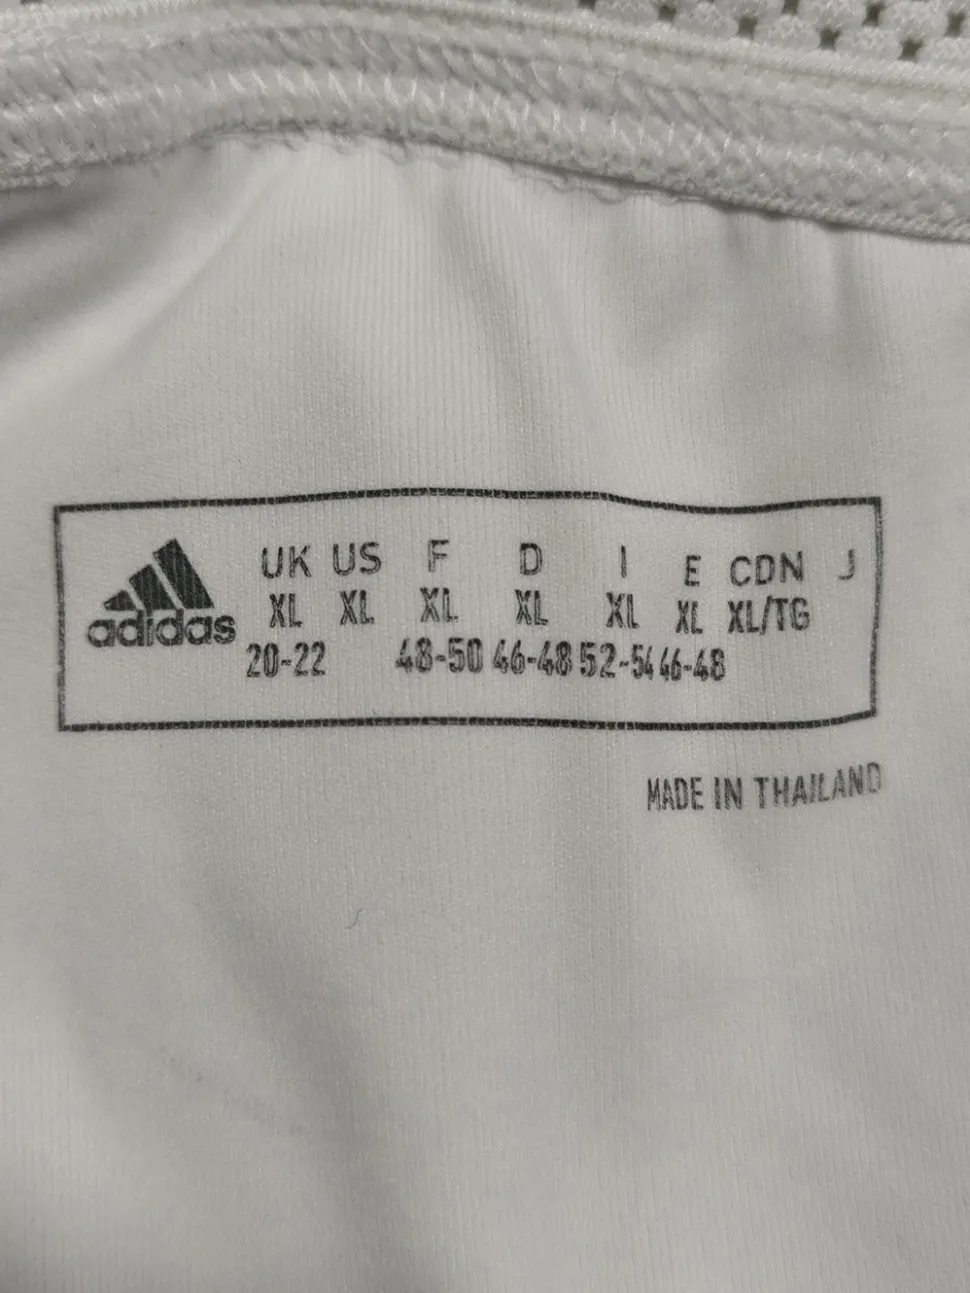 adidas
UK US F D I E CDN J
XL XL XL XL XL XL XL/TG
20-22 48-50 46-48 52-54 46-48
MADE IN THAILAND